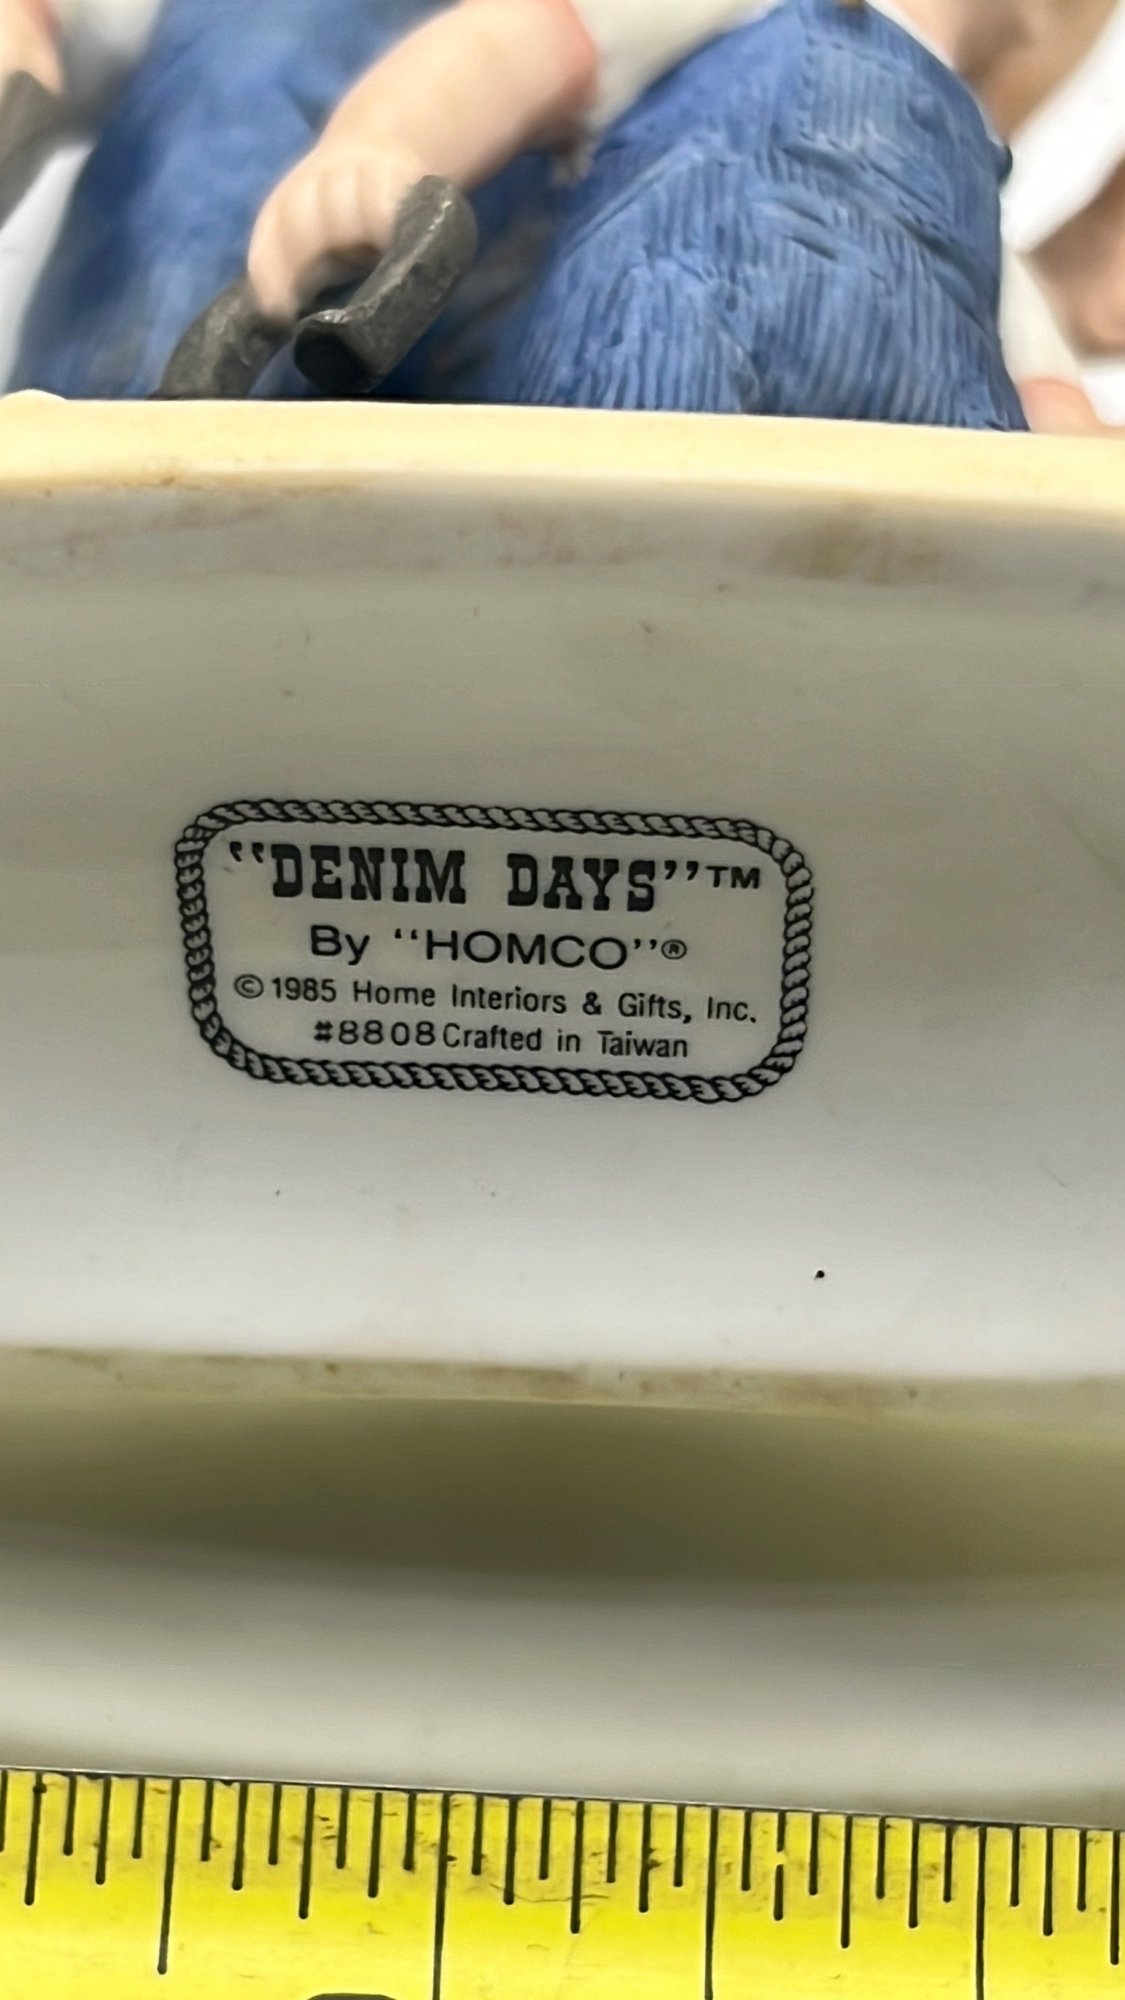 “DENIM DAYS”™
By “HOMCO”®
©1985 Home Interiors & Gifts, Inc.
#8808 Crafted in Taiwan